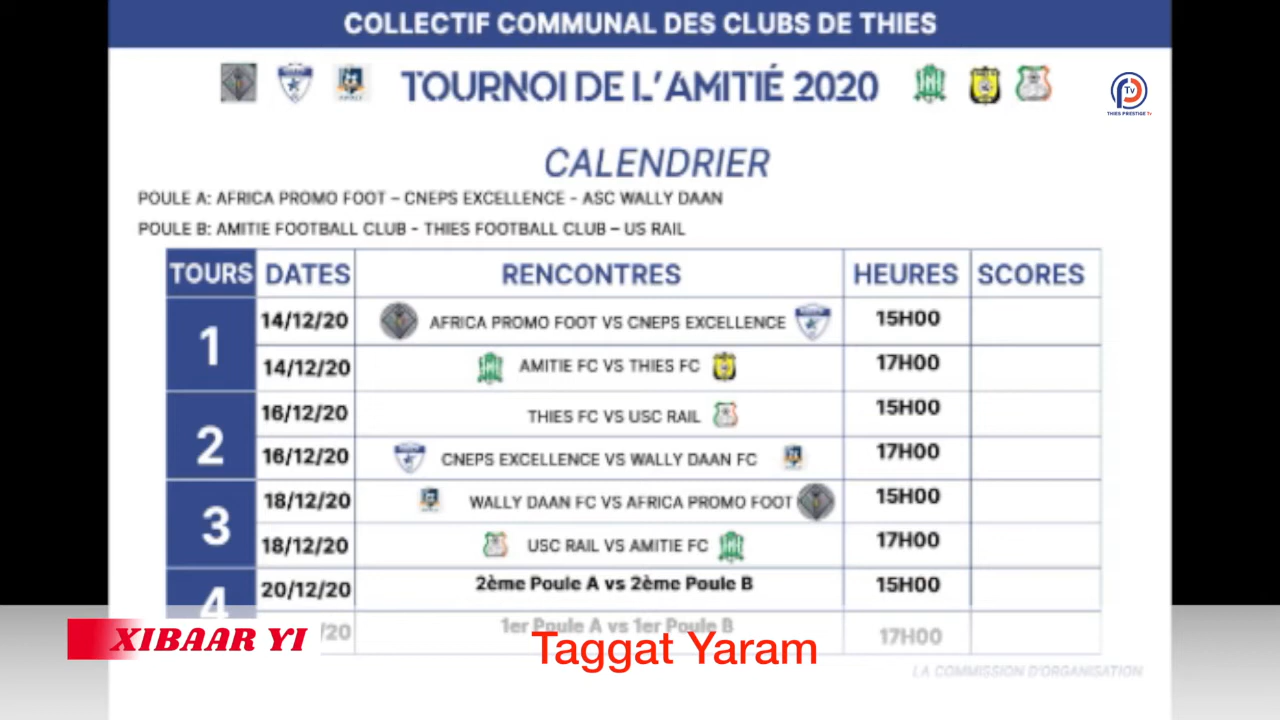 COLLECTIF COMMUNAL DES CLUBS DE THIES
TOURNOI DE L'AMITIÉ 2020
Tv
THIES PRESTIGE Tv
CALENDRIER
POULE A: AFRICA PROMO FOOT – CNEPS EXCELLENCE - ASC WALLY DAAN
POULE B: AMITIE FOOTBALL CLUB - THIES FOOTBALL CLUB – US RAIL
TOURS DATES RENCONTRES HEURES SCORES
1 14/12/20 AFRICA PROMO FOOT VS CNEPS EXCELLENCE 15H00
14/12/20 AMITIE FC VS THIES FC 17H00
2 16/12/20 THIES FC VS USC RAIL 15H00
16/12/20 CNEPS EXCELLENCE VS WALLY DAAN FC 17H00
3 18/12/20 WALLY DAAN FC VS AFRICA PROMO FOOT 15H00
18/12/20 USC RAIL VS AMITIE FC 17H00
4 20/12/20 2ème Poule A vs 2ème Poule B 15H00
/20 1er Poule A vs 1er Poule B 17H00
XIBAAR YI
Taggat Yaram
LA COMMISSION D'ORGANISATION